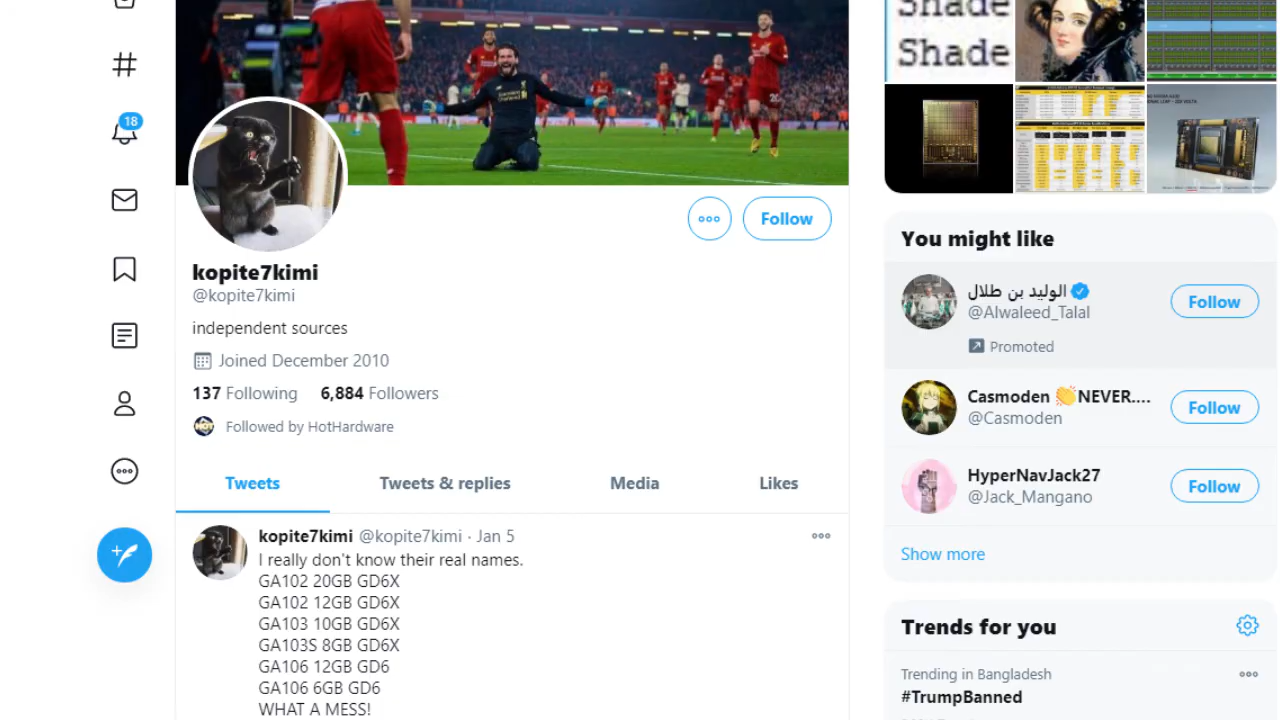 18
Follow
kopite7kimi
@kopite7kimi
independent sources
Joined December 2010
137 Following 6,884 Followers
Followed by HotHardware
Tweets
Tweets & replies
Media
Likes
kopite7kimi @kopite7kimi · Jan 5
I really don't know their real names.
GA102 20GB GD6X
GA102 12GB GD6X
GA103 10GB GD6X
GA103S 8GB GD6X
GA106 12GB GD6
GA106 6GB GD6
WHAT A MESS!
Shade
Shade
You might like
الوليد بن طلال
@Alwaleed_Talal
Follow
Promoted
Casmoden 👏NEVER....
@Casmoden
Follow
HyperNavJack27
@Jack_Mangano
Follow
Show more
Trends for you
Trending in Bangladesh
#TrumpBanned